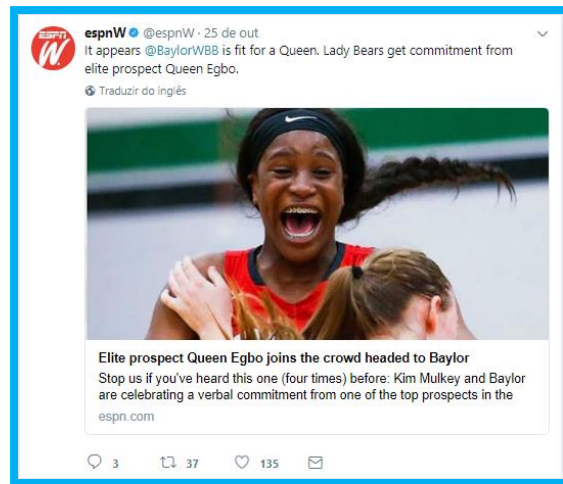 ESPN
W.
espnW @espnW · 25 de out
It appears @BaylorWBB is fit for a Queen. Lady Bears get commitment from
elite prospect Queen Egbo.
Traduzir do inglês
Elite prospect Queen Egbo joins the crowd headed to Baylor
Stop us if you've heard this one (four times) before: Kim Mulkey and Baylor
are celebrating a verbal commitment from one of the top prospects in the
espn.com
3 37 135